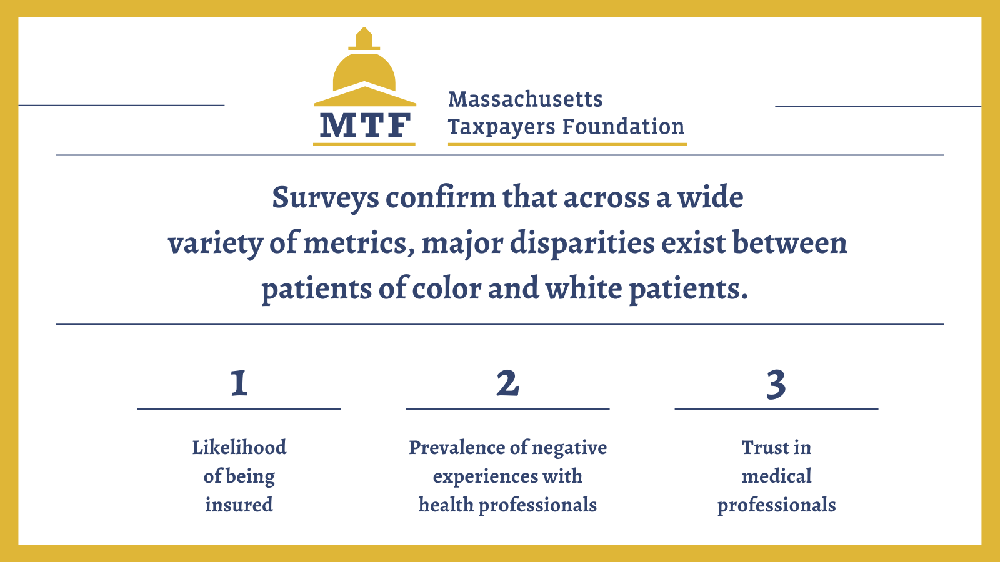 MTF
Massachusetts
Taxpayers Foundation
Surveys confirm that across a wide
variety of metrics, major disparities exist between
patients of color and white patients.
1
Likelihood
of being
insured
2
Prevalence of negative
experiences with
health professionals
3
Trust in
medical
professionals